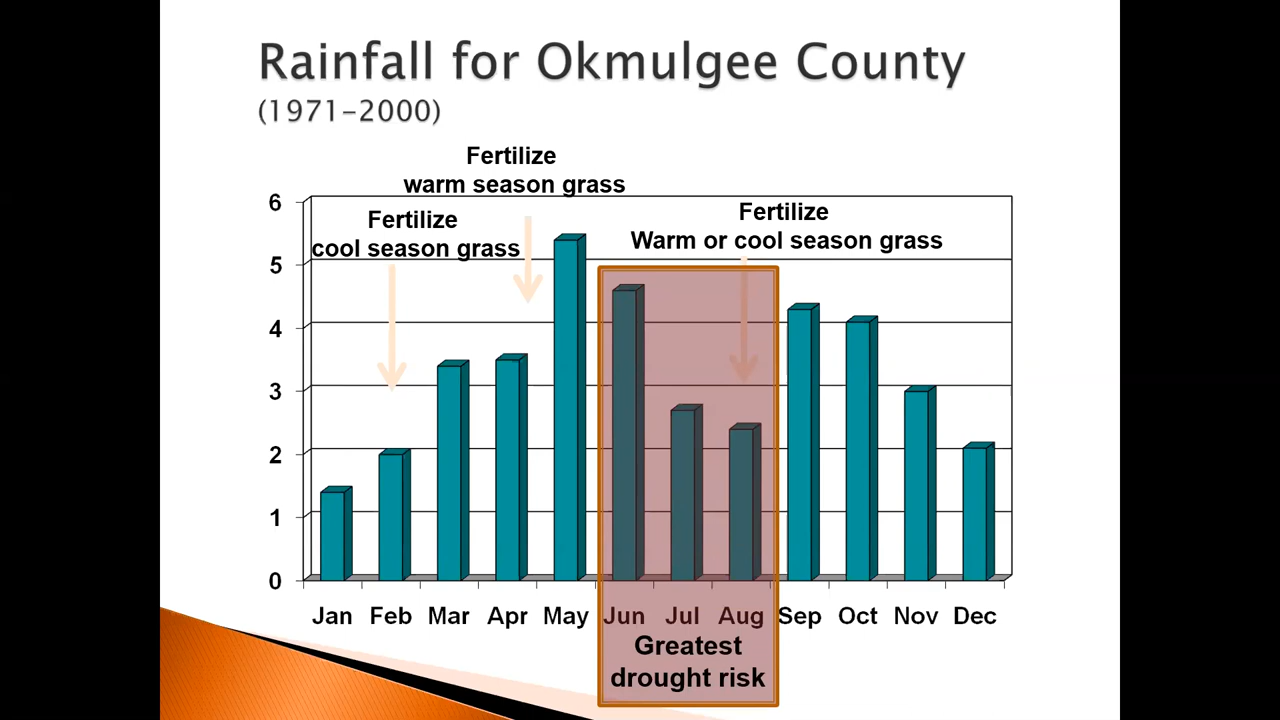 Rainfall for Okmulgee County
(1971-2000)
Fertilize
warm season grass
Fertilize
cool season grass
Fertilize
Warm or cool season grass
6
5
4
3
2
1
0
Jan Feb Mar Apr May Jun Jul Aug Sep Oct Nov Dec
Greatest
drought risk